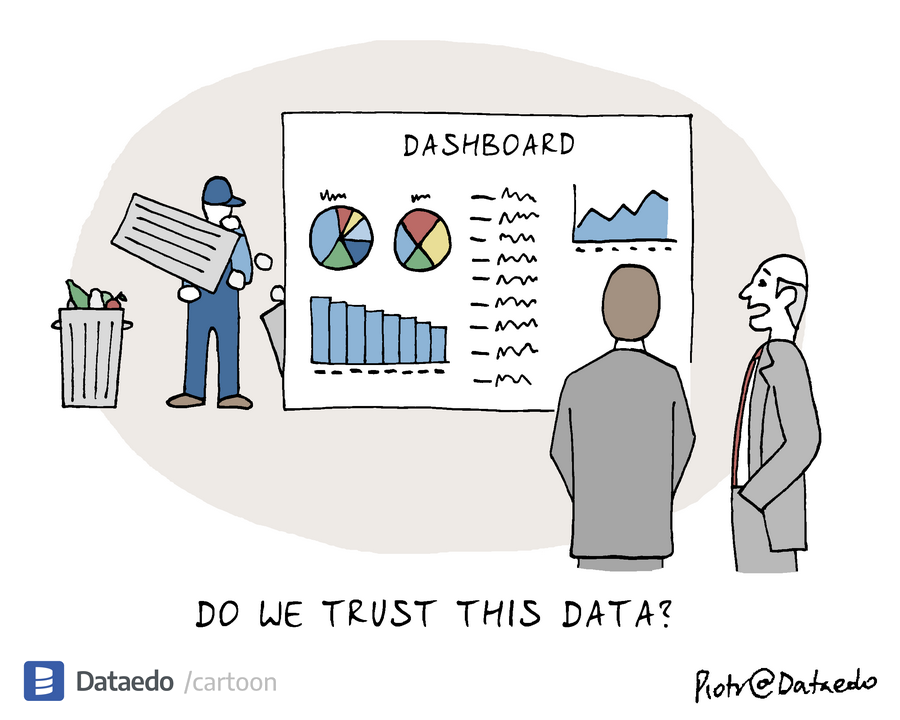 DASHBOARD
DO WE TRUST THIS DATA?
Dataedo /cartoon
Piotr@Dataedo